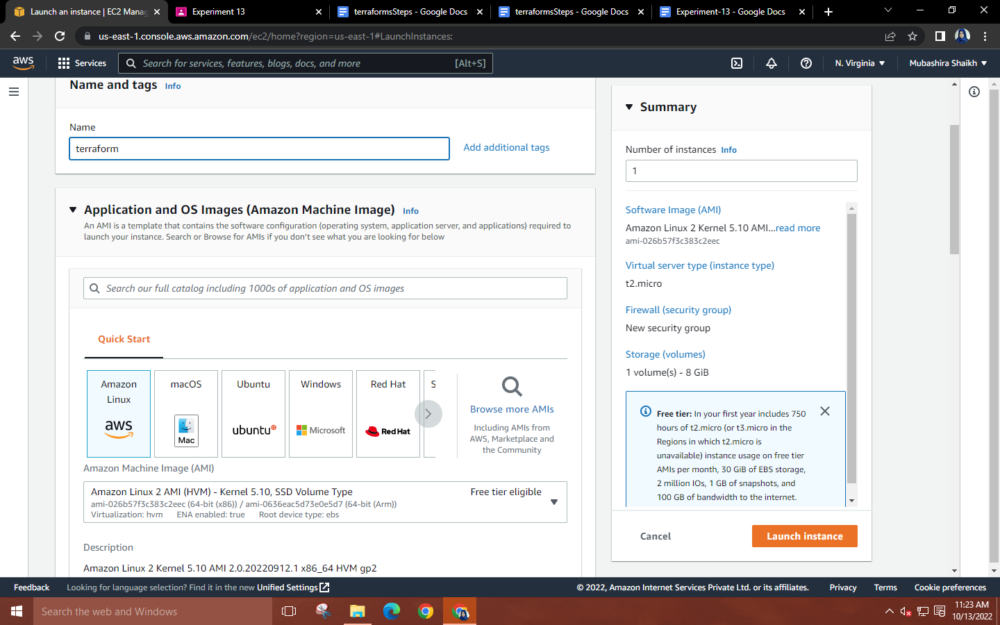 Launch an instance | EC2 Manag
Experiment 13
terraformsSteps - Google Docs
terraformsSteps - Google Docs
Experiment-13 - Google Docs
us-east-1.console.aws.amazon.com/ec2/home?region=us-east-1#LaunchInstances:
aws
Services
Search for services, features, blogs, docs, and more
[Alt+S]
N. Virginia
Mubashira Shaikh
Name and tags Info
Name
terraform
Add additional tags
Application and OS Images (Amazon Machine Image) Info
An AMI is a template that contains the software configuration (operating system, application server, and applications) required to
launch your instance. Search or Browse for AMIs if you don't see what you are looking for below
Search our full catalog including 1000s of application and OS images
Quick Start
Amazon
Linux
aws
macOS
Mac
Ubuntu
ubuntu
Windows
Microsoft
Red Hat
Red Hat
S
Browse more AMIs
Including AMIs from
AWS, Marketplace and
the Community
Amazon Machine Image (AMI)
Amazon Linux 2 AMI (HVM) - Kernel 5.10, SSD Volume Type
Free tier eligible
ami-026b57f3c383c2eec (64-bit (x86)) / ami-0636eac5d73e0e5d7 (64-bit (Arm))
Virtualization: hvm ENA enabled: true Root device type: ebs
Description
Amazon Linux 2 Kernel 5.10 AMI 2.0.20220912.1 x86_64 HVM gp2
Summary
Number of instances Info
1
Software Image (AMI)
Amazon Linux 2 Kernel 5.10 AMI...read more
ami-026b57f3c383c2eec
Virtual server type (instance type)
t2.micro
Firewall (security group)
New security group
Storage (volumes)
1 volume(s) - 8 GiB
Free tier: In your first year includes 750
hours of t2.micro (or t3.micro in the
Regions in which t2.micro is
unavailable) instance usage on free tier
AMIs per month, 30 GiB of EBS storage,
2 million IOs, 1 GB of snapshots, and
100 GB of bandwidth to the internet.
Cancel
Launch instance
Feedback
Looking for language selection? Find it in the new Unified Settings
© 2022, Amazon Internet Services Private Ltd. or its affiliates.
Privacy
Terms
Cookie preferences
Search the web and Windows
11:23 AM
10/13/2022